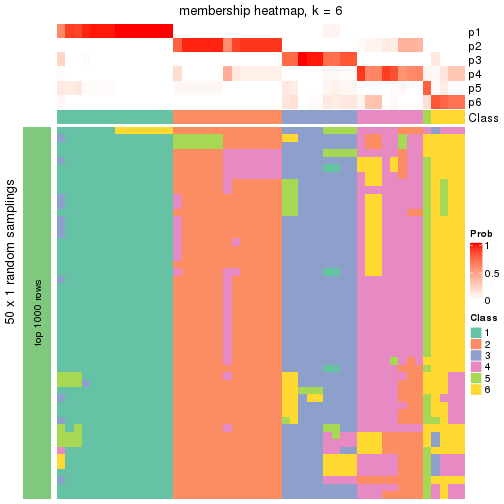 membership heatmap, k = 6
p1
p2
p3
p4
p5
p6
Class
50 x 1 random samplings
top 1000 rows
Prob
1
0.5
0
Class
1
2
3
4
5
6